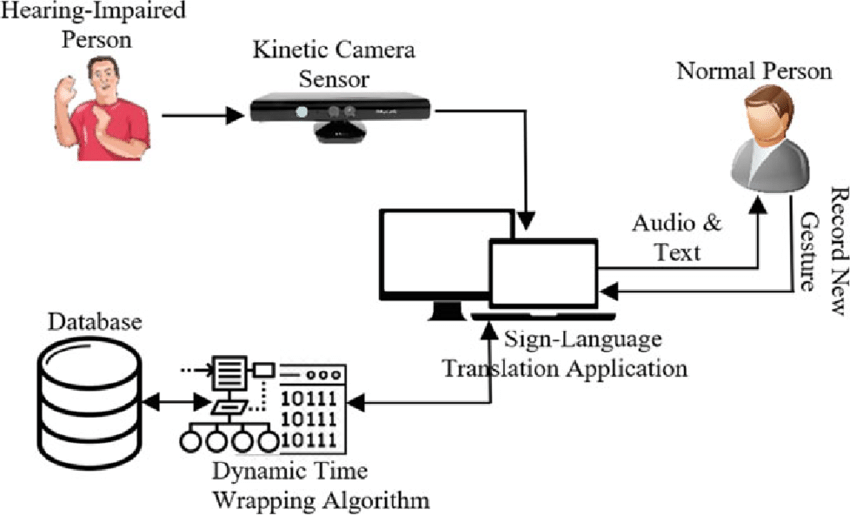 Hearing-Impaired
Person
Kinetic Camera
Sensor
Normal Person
Audio &
Text
Record New
Gesture
Sign-Language
Translation Application
Database
10111
10111
10111
Dynamic Time
Wrapping Algorithm